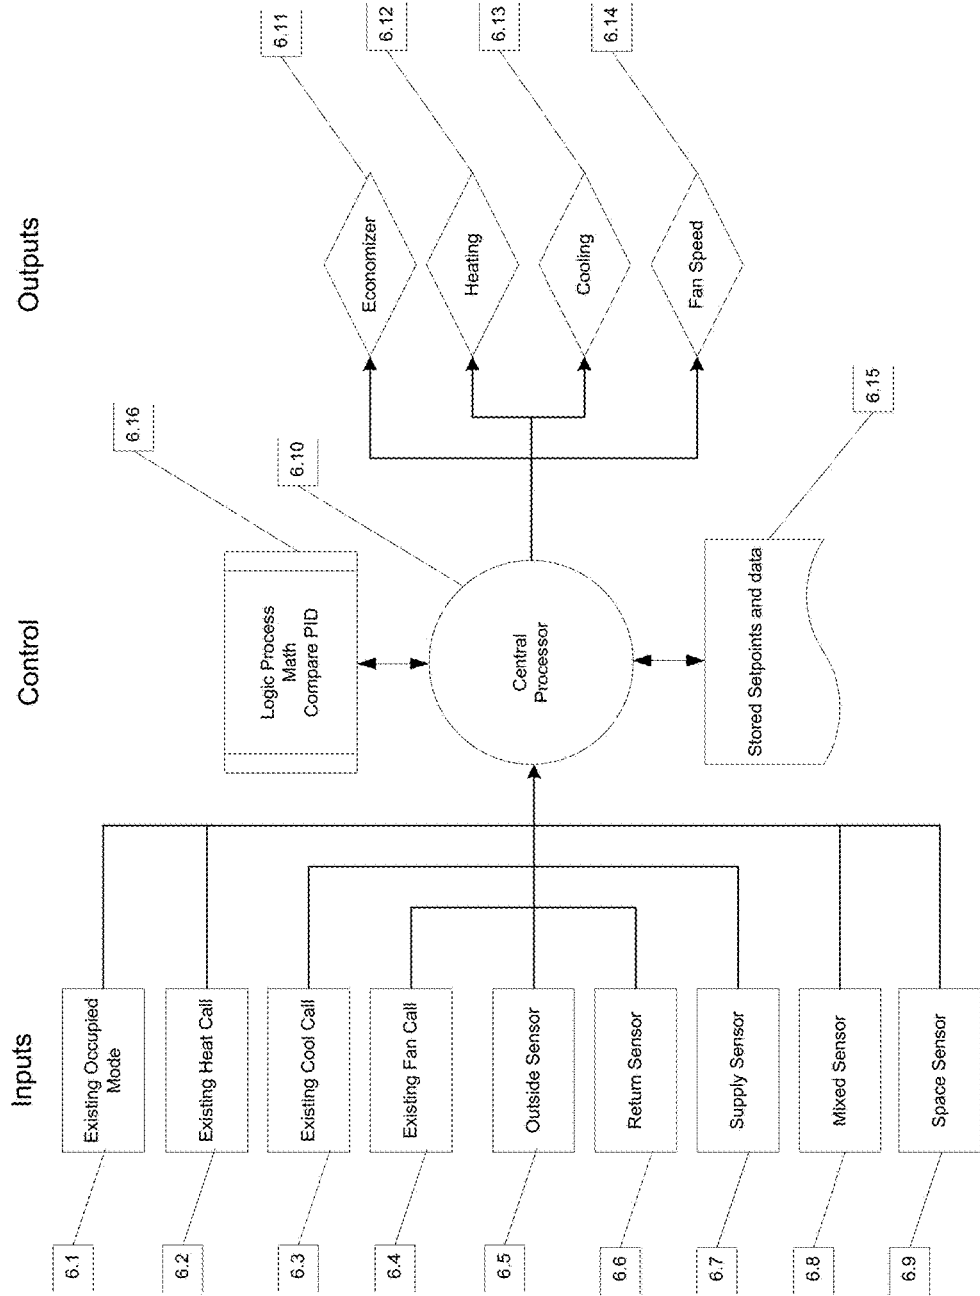 Inputs
Control
Outputs
6.1
Existing Occupied
Mode
6.2
Existing Heat Call
6.3
Existing Cool Call
6.4
Existing Fan Call
6.5
Outside Sensor
6.6
Return Sensor
6.7
Supply Sensor
6.8
Mixed Sensor
6.9
Space Sensor
6.16
Logic Process
Math
Compare PID
6.10
Central
Processor
6.15
Stored Setpoints and data
6.11
Economizer
6.12
Heating
6.13
Cooling
6.14
Fan Speed